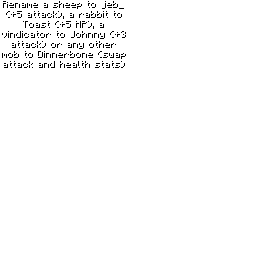 Rename a sheep to jeb_
(+5 attack), a rabbit to
Toast (+5 HP), a
vindicator to Johnny (+3
attack) or any other
mob to Dinnerbone (swap
attack and health stats)